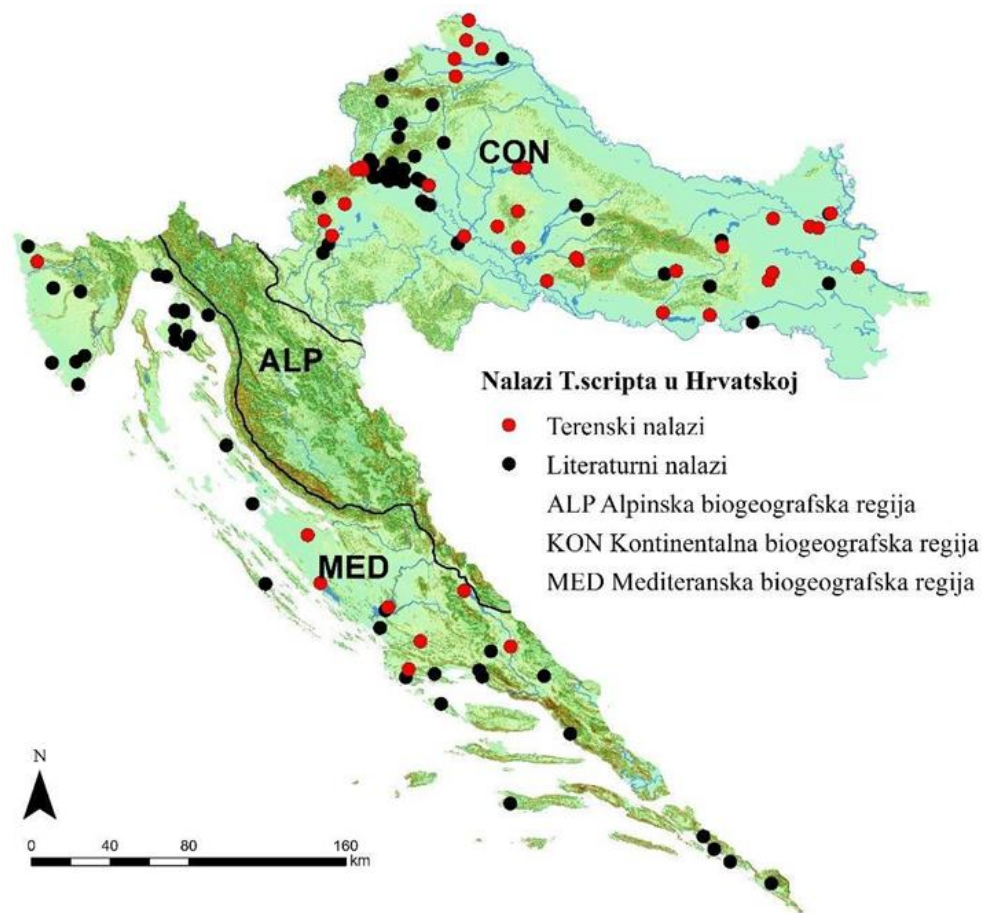 CON
ALP
Nalazi T.scripta u Hrvatskoj
Terenski nalazi
Literaturni nalazi
ALP Alpinska biogeografska regija
KON Kontinentalna biogeografska regija
MED Mediteranska biogeografska regija
MED
N
0 40 80 160
km